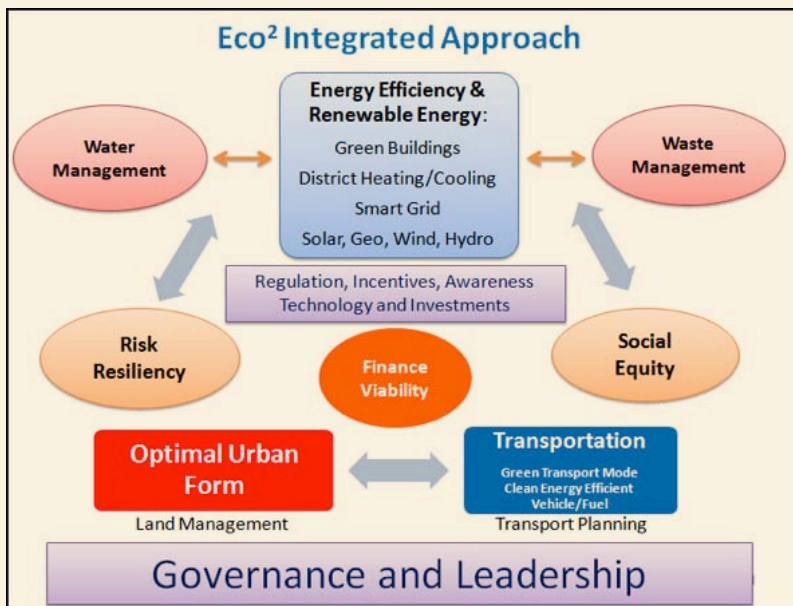 Eco² Integrated Approach
Energy Efficiency &
Renewable Energy:
Green Buildings
District Heating/Cooling
Smart Grid
Solar, Geo, Wind, Hydro
Water
Management
Waste
Management
Regulation, Incentives, Awareness
Technology and Investments
Risk
Resiliency
Finance
Viability
Social
Equity
Optimal Urban
Form
Land Management
Transportation
Green Transport Mode
Clean Energy Efficient
Vehicle/Fuel
Transport Planning
Governance and Leadership